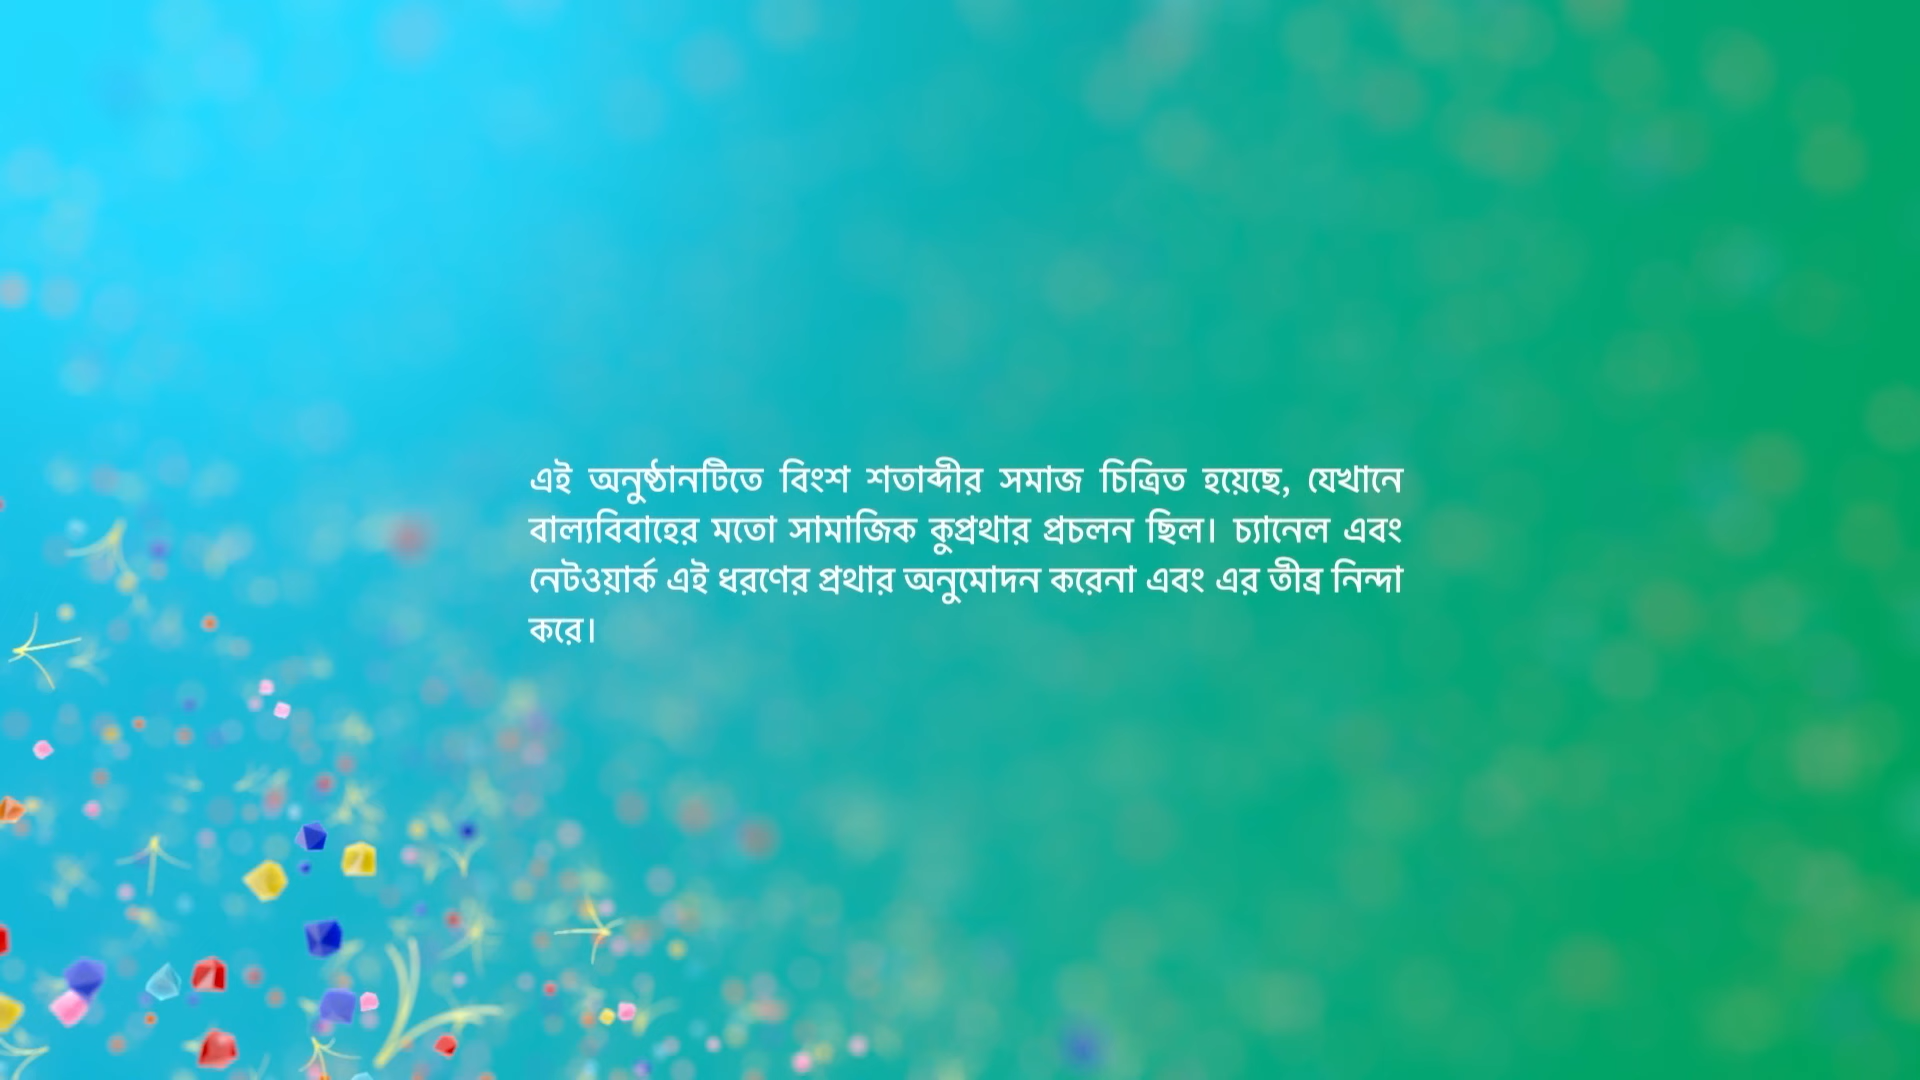 এই অনুষ্ঠানটিতে বিংশ শতাব্দীর সমাজ চিত্রিত হয়েছে, যেখানে
বাল্যবিবাহের মতো সামাজিক কুপ্রথার প্রচলন ছিল। চ্যানেল এবং
নেটওয়ার্ক এই ধরণের প্রথার অনুমোদন করেনা এবং এর তীব্র নিন্দা
করে।